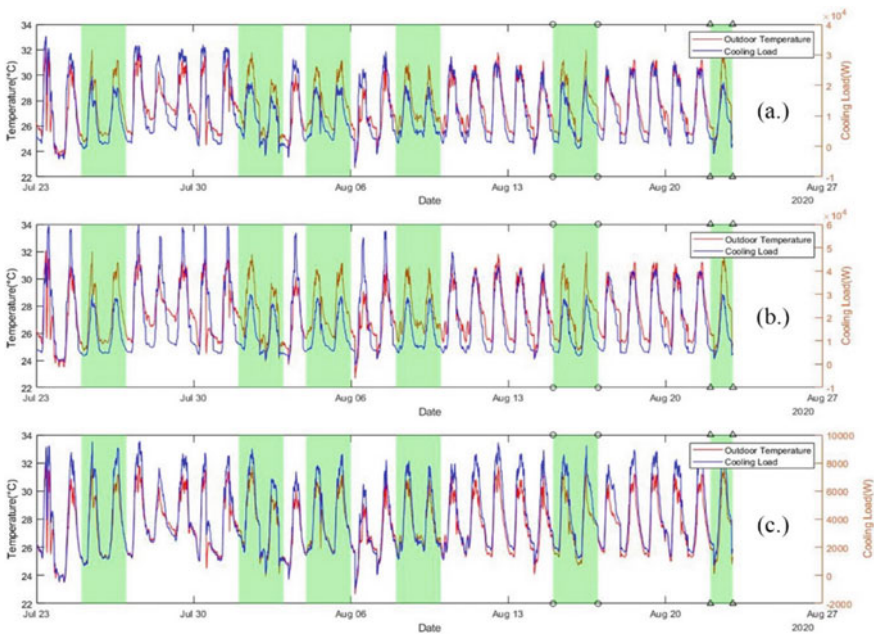 ×10⁴
34
32
30
28
26
24
22
4
3
2
1
0
-1
Temperature(°C)
Cooling Load(W)
Outdoor Temperature
Cooling Load
(a.)
Jul 23
Jul 30
Aug 06
Aug 13
Aug 20
Aug 27
Date
2020
×10⁴
34
32
30
28
26
24
22
6
5
4
3
2
1
0
-1
Temperature(°C)
Cooling Load(W)
Outdoor Temperature
Cooling Load
(b.)
Jul 23
Jul 30
Aug 06
Aug 13
Aug 20
Aug 27
Date
2020
34
32
30
28
26
24
22
10000
8000
6000
4000
2000
0
-2000
Temperature(°C)
Cooling Load(W)
Outdoor Temperature
Cooling Load
(c.)
Jul 23
Jul 30
Aug 06
Aug 13
Aug 20
Aug 27
Date
2020